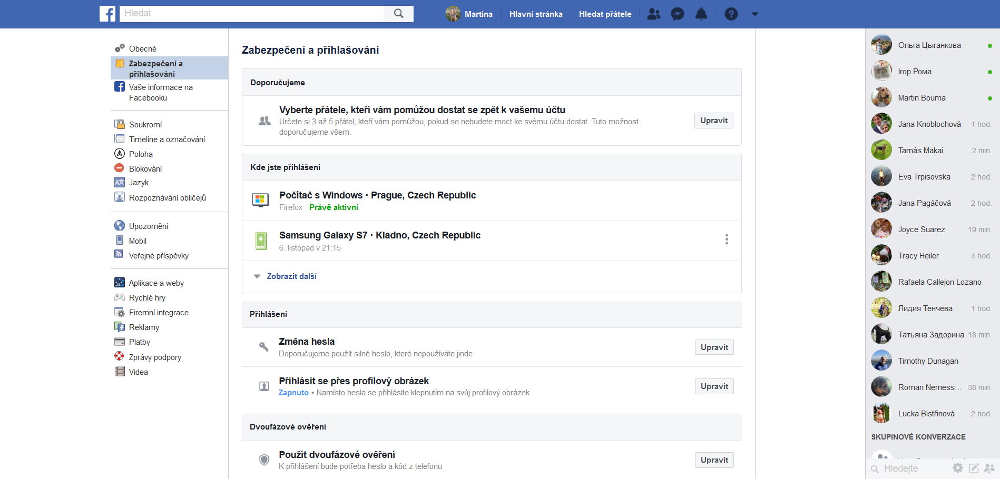 Hledat
Martina
Hlavní stránka
Hledat přátele
Obecné
Zabezpečení a
přihlašování
Vaše informace na
Facebooku
Soukromí
Timeline a označování
Poloha
Blokování
Jazyk
Rozpoznávání obličejů
Upozornění
Mobil
Veřejné příspěvky
Aplikace a weby
Rychlé hry
Firemní integrace
Reklamy
Platby
Zprávy podpory
Videa
Zabezpečení a přihlašování
Doporučujeme
Vyberte přátele, kteří vám pomůžou dostat se zpět k vašemu účtu
Určete si 3 až 5 přátel, kteří vám pomůžou, pokud se nebudete moct ke svému účtu dostat. Tuto možnost
doporučujeme všem.
Upravit
Kde jste přihlášeni
Počítač s Windows · Prague, Czech Republic
Firefox · Právě aktivní
Samsung Galaxy S7 · Kladno, Czech Republic
6. listopad v 21:15
Zobrazit další
Přihlášení
Změna hesla
Doporučujeme použít silné heslo, které nepoužíváte jinde
Upravit
Přihlásit se přes profilový obrázek
Zapnuto • Namísto hesla se přihlásíte klepnutím na svůj profilový obrázek
Upravit
Dvoufázové ověření
Použít dvoufázové ověření
K přihlášení bude potřeba heslo a kód z telefonu
Upravit
Ольга Цыганкова
Ігор Рома
Martin Bouma
Jana Knoblochová 1 hod.
Tamás Makai 2 min.
Eva Trpisovska 2 hod.
Jana Pagáčová 2 hod.
Joyce Suarez 19 min.
Tracy Heiler 4 hod.
Rafaela Callejon Lozano
Лидия Тенчева 1 hod.
Татьяна Задорина 18 min.
Timothy Dunagan
Roman Nemess... 38 min.
Lucka Bistřinová 2 hod.
SKUPINOVÉ KONVERZACE
Hledejte